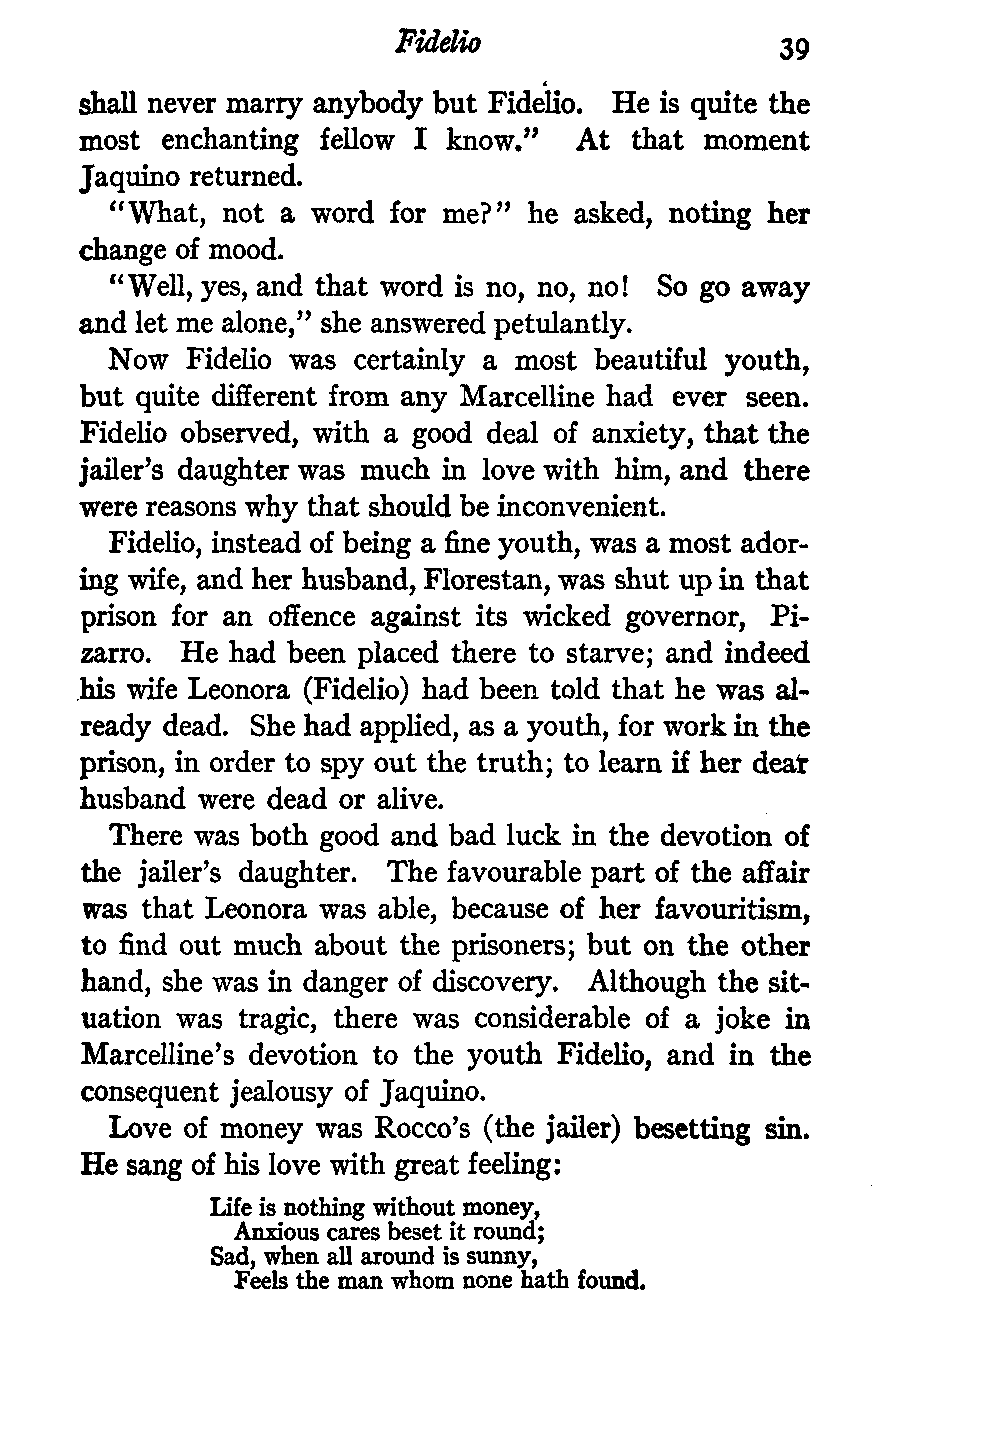 Fidelio 39
shall never marry anybody but Fidelio. He is quite the
most enchanting fellow I know.” At that moment
Jaquino returned.
“What, not a word for me?” he asked, noting her
change of mood.
“Well, yes, and that word is no, no, no! So go away
and let me alone,” she answered petulantly.
Now Fidelio was certainly a most beautiful youth,
but quite different from any Marcelline had ever seen.
Fidelio observed, with a good deal of anxiety, that the
jailer’s daughter was much in love with him, and there
were reasons why that should be inconvenient.
Fidelio, instead of being a fine youth, was a most ador-
ing wife, and her husband, Florestan, was shut up in that
prison for an offence against its wicked governor, Pi-
zarro. He had been placed there to starve; and indeed
his wife Leonora (Fidelio) had been told that he was al-
ready dead. She had applied, as a youth, for work in the
prison, in order to spy out the truth; to learn if her dear
husband were dead or alive.
There was both good and bad luck in the devotion of
the jailer’s daughter. The favourable part of the affair
was that Leonora was able, because of her favouritism,
to find out much about the prisoners; but on the other
hand, she was in danger of discovery. Although the sit-
uation was tragic, there was considerable of a joke in
Marcelline’s devotion to the youth Fidelio, and in the
consequent jealousy of Jaquino.
Love of money was Rocco’s (the jailer) besetting sin.
He sang of his love with great feeling:
Life is nothing without money,
Anxious cares beset it round;
Sad, when all around is sunny,
Feels the man whom none hath found.